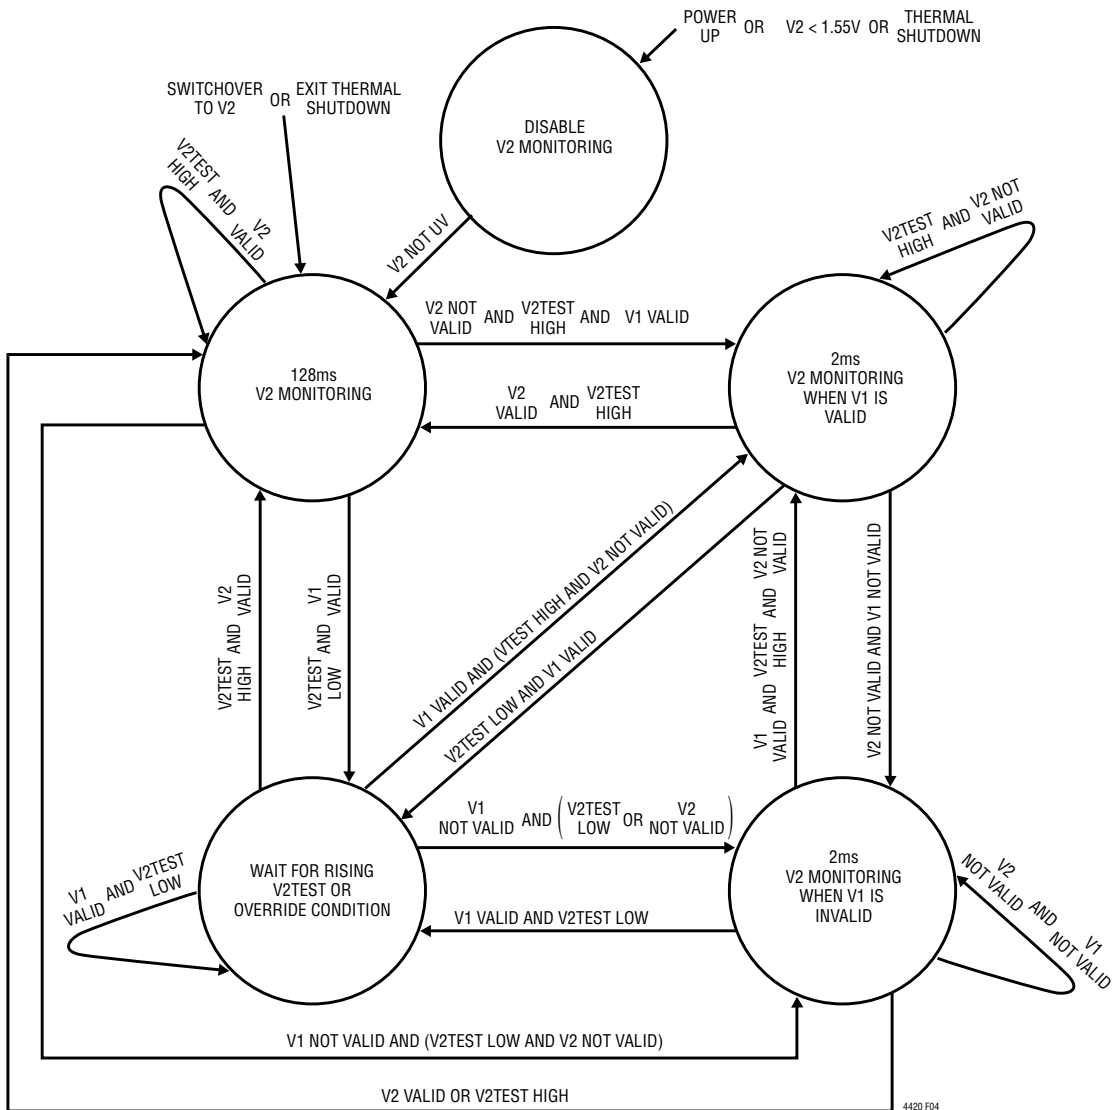 POWER UP OR V2 < 1.55V OR THERMAL SHUTDOWN
SWITCHOVER TO V2 OR EXIT THERMAL SHUTDOWN
DISABLE
V2 MONITORING
V2TEST HIGH AND V2 VALID
V2 NOT UV
V2TEST HIGH AND V2 NOT VALID
V2 NOT VALID AND V2TEST HIGH AND V1 VALID
128ms
V2 MONITORING
2ms
V2 MONITORING
WHEN V1 IS
VALID
V2 VALID AND V2TEST HIGH
V2TEST HIGH AND V2 VALID
V2TEST LOW AND V1 VALID
V1 VALID AND (VTEST HIGH AND V2 NOT VALID)
V2TEST LOW AND V1 VALID
V1 VALID AND V2TEST HIGH AND V2 NOT VALID
V2 NOT VALID AND V1 NOT VALID
V1 NOT VALID AND (V2TEST LOW OR V2 NOT VALID)
WAIT FOR RISING
V2TEST OR
OVERRIDE CONDITION
2ms
V2 MONITORING
WHEN V1 IS
INVALID
V1 VALID AND V2TEST LOW
V1 VALID AND V2TEST LOW
V2 NOT VALID AND V1 NOT VALID
V1 NOT VALID AND (V2TEST LOW AND V2 NOT VALID)
V2 VALID OR V2TEST HIGH
4420 F04